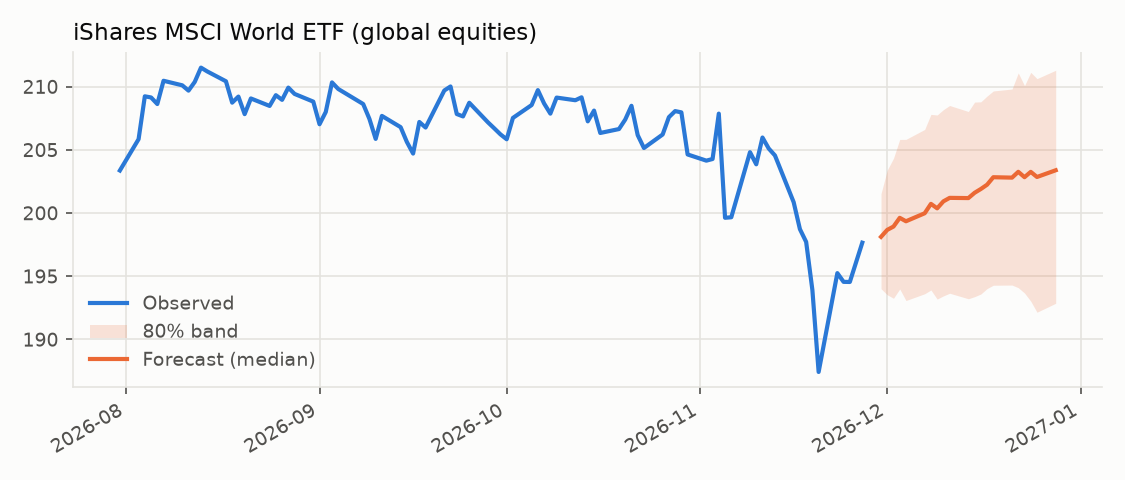 iShares MSCI World ETF (global equities)
210
205
200
195
190
Observed
80% band
Forecast (median)
2026-08
2026-09
2026-10
2026-11
2026-12
2027-01